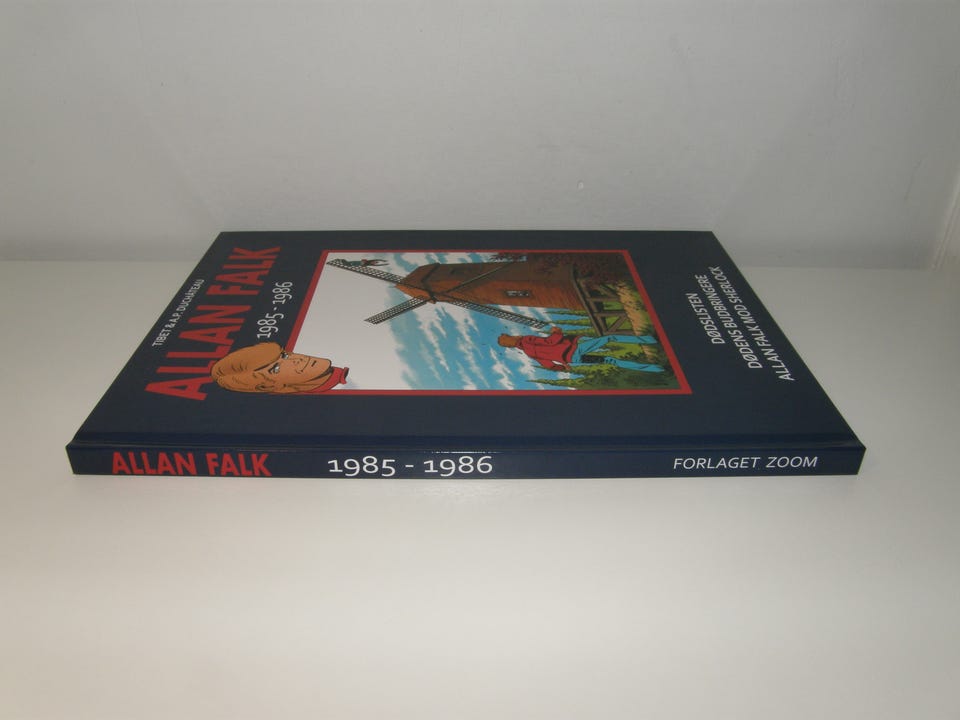 TIBET & A.P. DUCHÂTEAU
ALLAN FALK
1985 - 1986
DØDSLISTEN
DØDENS BUDBRINGERE
ALLAN FALK MOD SHERLOCK
ALLAN FALK
1985 - 1986
FORLAGET ZOOM